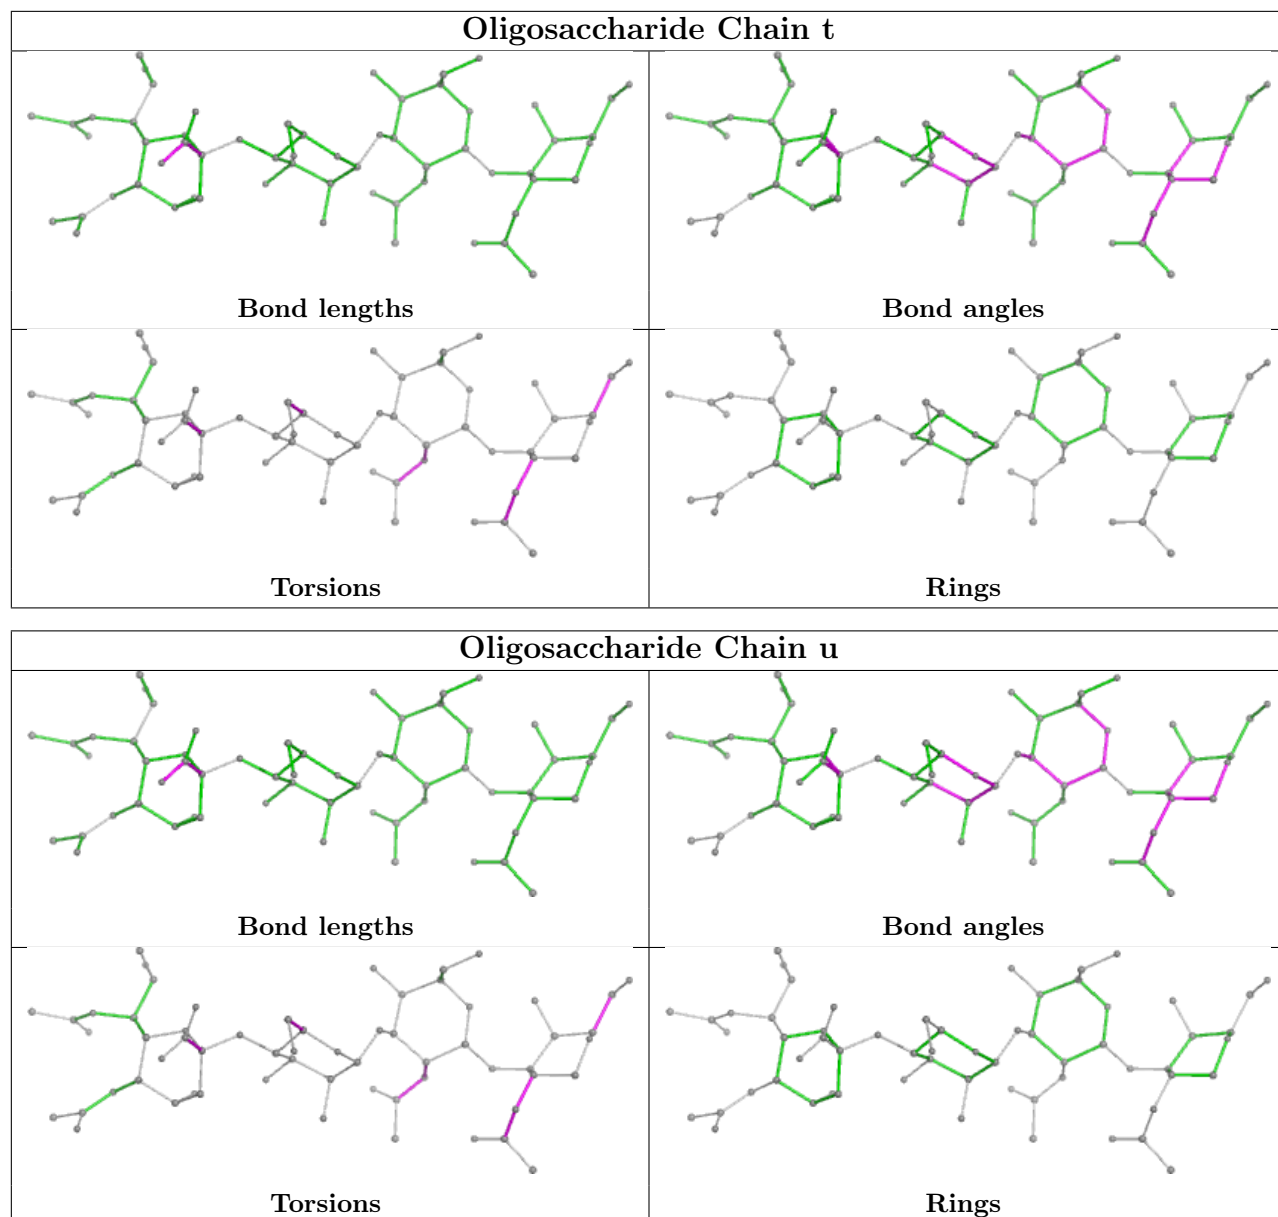 Oligosaccharide Chain t
Bond lengths
Bond angles
Torsions
Rings
Oligosaccharide Chain u
Bond lengths
Bond angles
Torsions
Rings